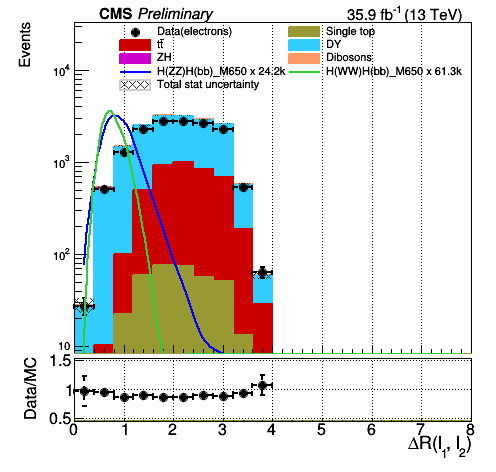 CMS Preliminary 35.9 fb⁻¹ (13 TeV)
Data(electrons) Single top
tt̄ DY
ZH Dibosons
H(ZZ)H(bb)_M650 x 24.2k H(WW)H(bb)_M650 x 61.3k
Total stat uncertainty
Events
10⁴
10³
10²
10
Data/MC
1.5
1
0.5
0 1 2 3 4 5 6 7 8
ΔR(l₁, l₂)